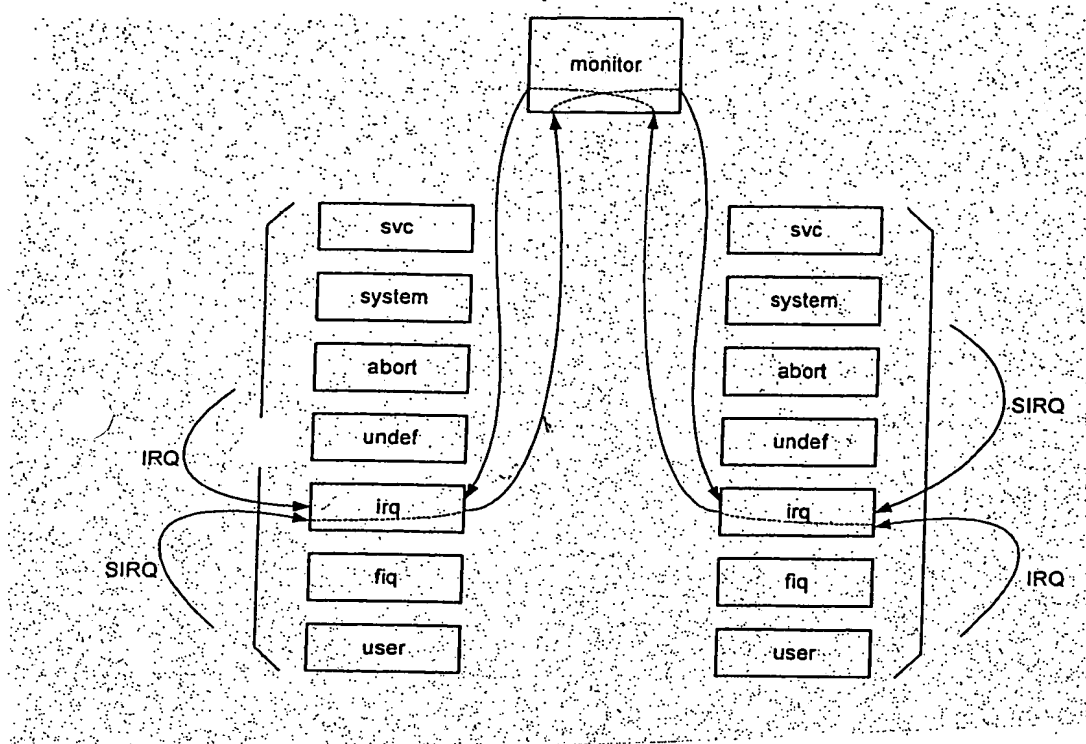 monitor
svc
system
abort
undef
irq
fiq
user
IRQ
SIRQ
svc
system
abort
undef
irq
fiq
user
SIRQ
IRQ